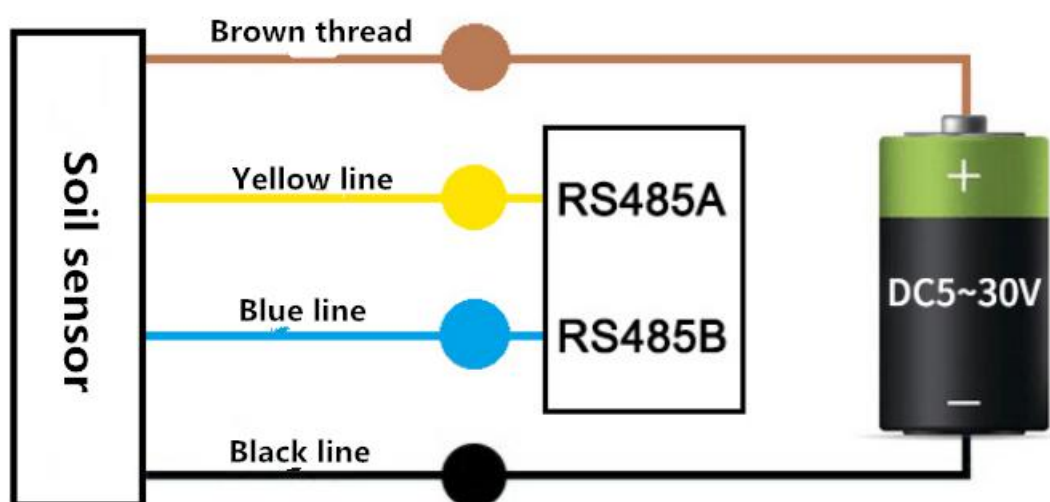 Brown thread
Yellow line
RS485A
+
DC5~30V
Soil sensor
Blue line
RS485B
Black line
−